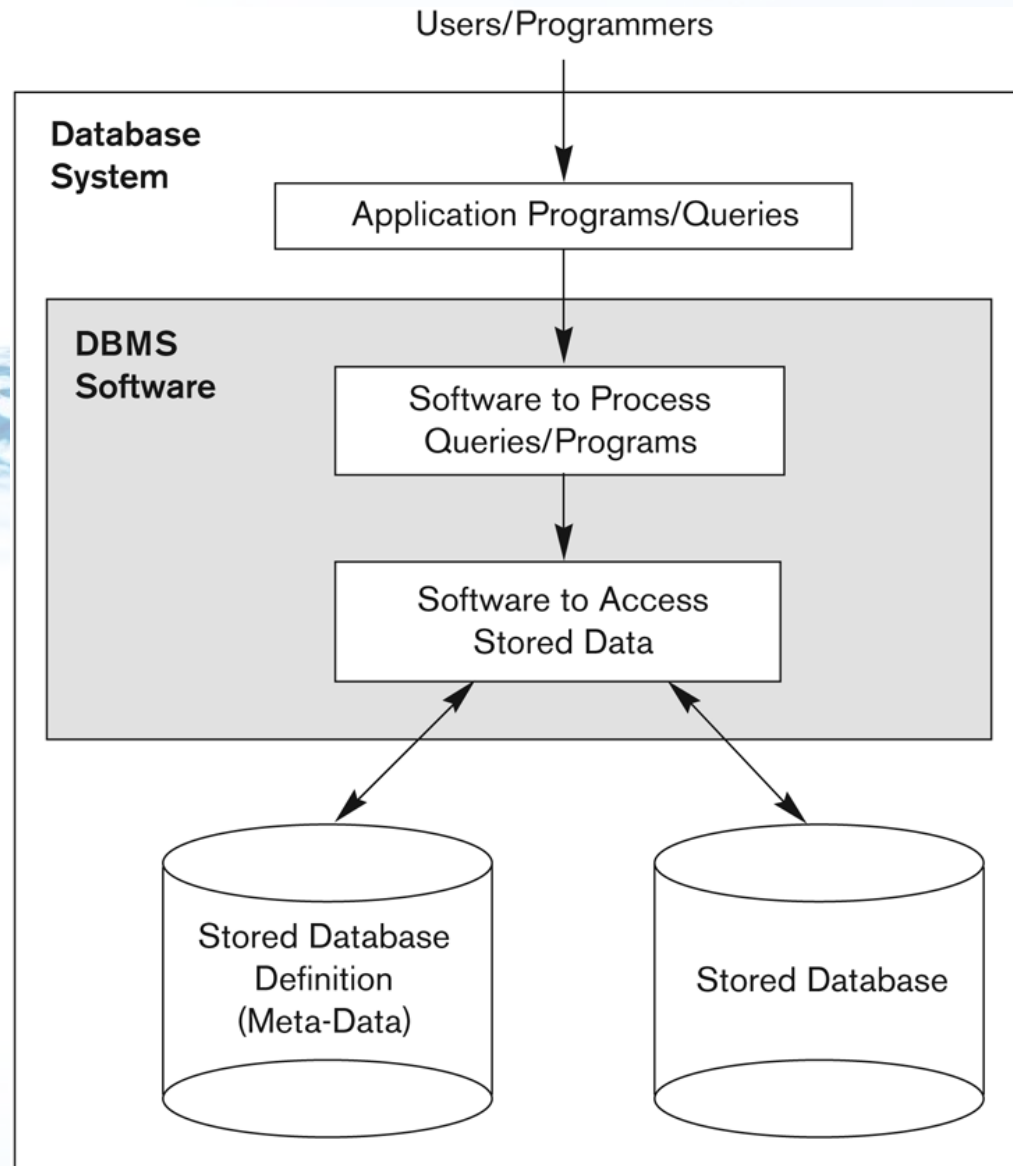 Users/Programmers
Database
System
Application Programs/Queries
DBMS
Software
Software to Process
Queries/Programs
Software to Access
Stored Data
Stored Database
Definition
(Meta-Data)
Stored Database